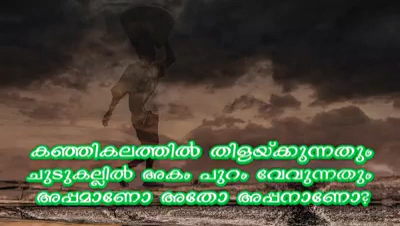 കഞ്ഞികലത്തിൽ തിളയ്ക്കുന്നതും
ചുടുകല്ലിൽ അകം പുറം വേവുന്നതും
അപ്പമാണോ അതോ അപ്പനാണോ?